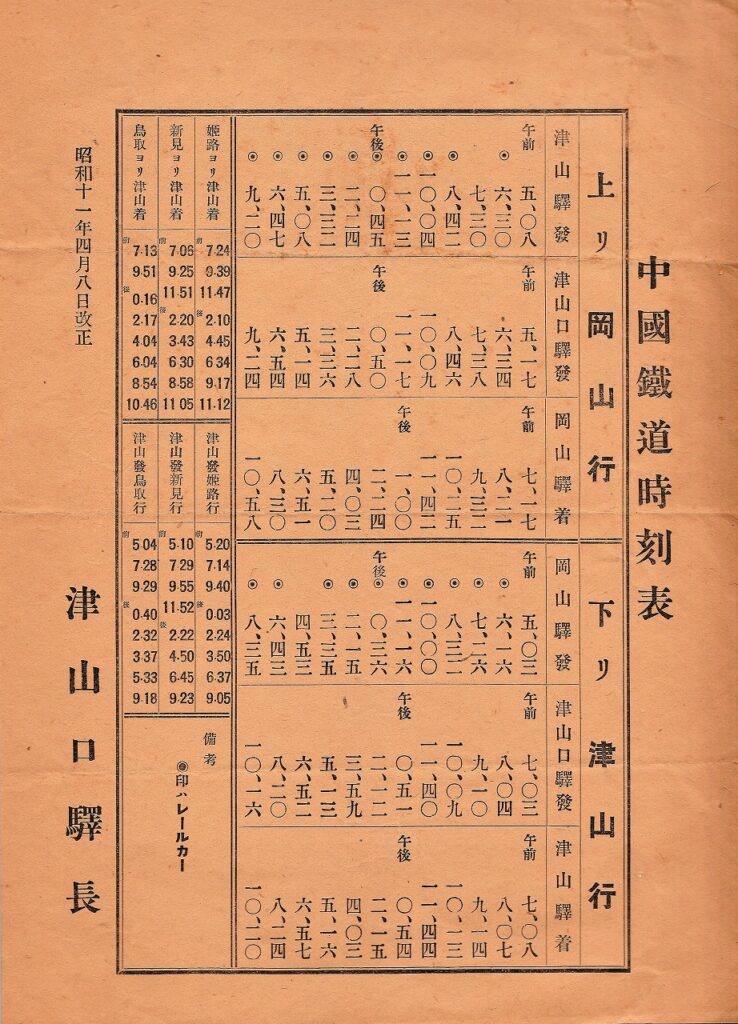 中國鐵道時刻表
上リ 岡山行
津山驛發
午前 五、〇八
◉ 六、三〇
七、三〇
◉ 八、四二
◉ 一〇、〇四
◉ 一一、一三
午後 ◉ 〇、四五
◉ 二、二四
◉ 三、三二
◉ 五、〇八
◉ 六、四七
◉ 九、二〇
津山口驛發
午前 五、一七
六、三四
七、三八
八、四六
一〇、〇九
一一、一七
午後 〇、五〇
二、二八
三、三六
五、一四
六、五四
九、二四
岡山驛着
午前 七、一七
八、二一
九、三二
一〇、二五
一一、四二
午後 一、〇〇
二、二四
四、〇三
五、二〇
六、五一
八、三〇
一〇、五八
下リ 津山行
岡山驛發
午前 五、〇三
◉ 六、一六
◉ 七、二六
◉ 八、三二
◉ 一〇、〇〇
◉ 一一、一六
午後 ◉ 〇、三六
◉ 二、一五
◉ 三、三五
四、五三
◉ 六、四三
◉ 八、三五
津山口驛發
午前 七、〇三
八、〇四
九、一〇
一〇、〇九
一一、四〇
午後 〇、五一
二、一二
三、五九
五、一三
六、五二
八、二〇
一〇、一六
津山驛着
午前 七、〇八
八、〇七
九、一四
一〇、一三
一一、四四
午後 〇、五四
二、一五
四、〇三
五、一六
六、五七
八、二四
一〇、二〇
姬路ヨリ津山着
前 7.24
9.39
11.47
後 2.10
4.45
6.34
9.17
11.12
新見ヨリ津山着
前 7.06
9.25
11.51
後 2.20
3.43
6.30
8.58
11.05
鳥取ヨリ津山着
前 7.13
9.51
後 0.16
2.17
4.04
6.04
8.54
10.46
津山發姬路行
前 5.20
7.14
9.40
後 0.03
2.24
3.50
6.37
9.05
津山發新見行
前 5.10
7.29
9.55
11.52
後 2.22
4.50
6.45
9.23
津山發鳥取行
前 5.04
7.28
9.29
後 0.40
2.32
3.37
5.33
9.18
備考
◉印ハレールカー
昭和十一年四月八日改正
津山口驛長